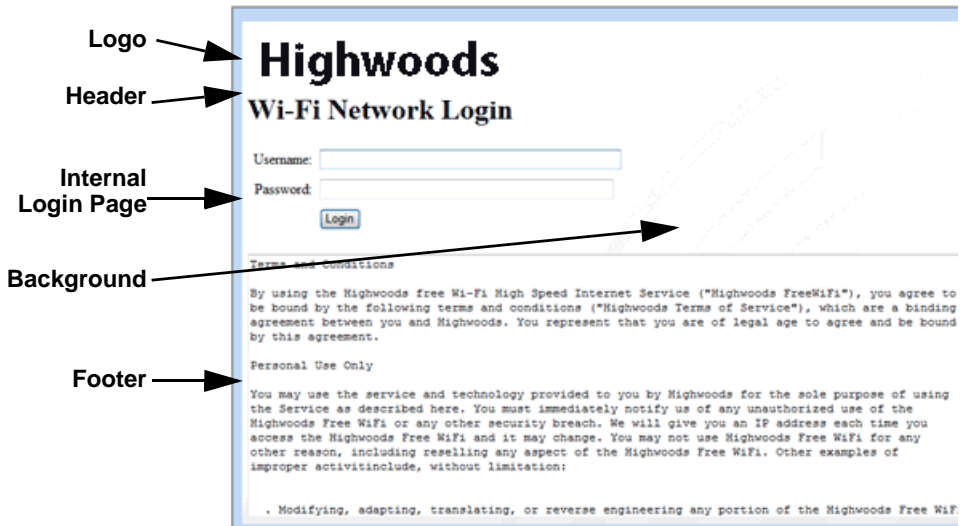 Logo
Highwoods
Header
Wi-Fi Network Login
Username:
Internal
Login Page
Password:
Login
Background
Terms and Conditions
By using the Highwoods free Wi-Fi High Speed Internet Service ("Highwoods FreeWiFi"), you agree to
be bound by the following terms and conditions ("Highwoods Terms of Service"), which are a binding
agreement between you and Highwoods. You represent that you are of legal age to agree and be bound
by this agreement.
Personal Use Only
Footer
You may use the service and technology provided to you by Highwoods for the sole purpose of using
the Service as described here. You must immediately notify us of any unauthorized use of the
Highwoods Free WiFi or any other security breach. We will give you an IP address each time you
access the Highwoods Free WiFi and it may change. You may not use Highwoods Free WiFi for any
other reason, including reselling any aspect of the Highwoods Free WiFi. Other examples of
improper activitinclude, without limitation:
. Modifying, adapting, translating, or reverse engineering any portion of the Highwoods Free WiF